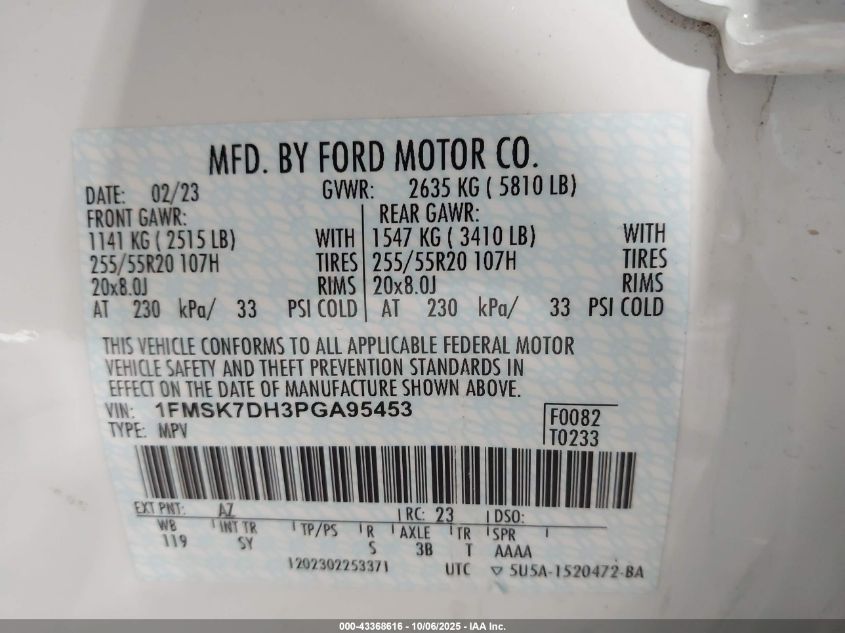 MFD. BY FORD MOTOR CO.
DATE: 02/23 GVWR: 2635 KG ( 5810 LB)
FRONT GAWR: REAR GAWR:
1141 KG ( 2515 LB) WITH 1547 KG ( 3410 LB) WITH
255/55R20 107H TIRES 255/55R20 107H TIRES
20x8.0J RIMS 20x8.0J RIMS
AT 230 kPa/ 33 PSI COLD AT 230 kPa/ 33 PSI COLD
THIS VEHICLE CONFORMS TO ALL APPLICABLE FEDERAL MOTOR
VEHICLE SAFETY AND THEFT PREVENTION STANDARDS IN
EFFECT ON THE DATE OF MANUFACTURE SHOWN ABOVE.
VIN: 1FMSK7DH3PGA95453 F0082
TYPE: MPV T0233
EXT PNT: AZ RC: 23 DSO:
WB INT TR TP/PS R AXLE TR SPR
119 SY S 3B T AAAA
1202302253371 UTC ▽ 5U5A-1520472-BA
000-43368616 - 10/06/2025 - IAA Inc.